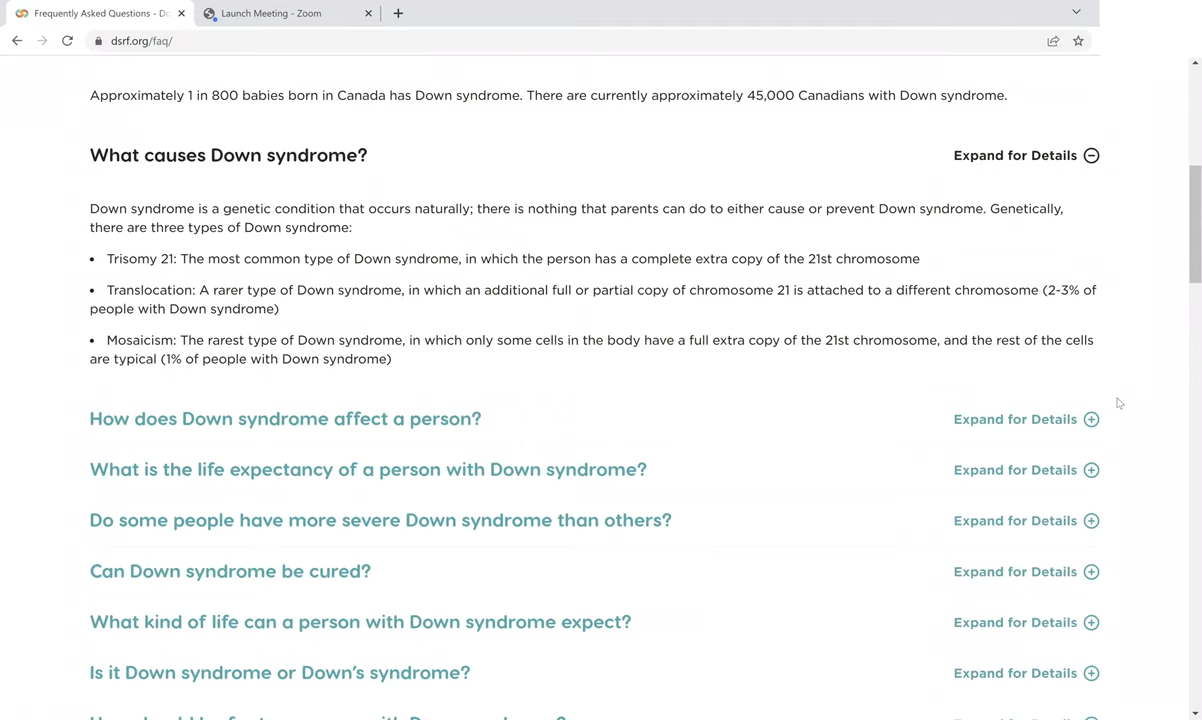 Frequently Asked Questions - Do
Launch Meeting - Zoom
dsrf.org/faq/
Approximately 1 in 800 babies born in Canada has Down syndrome. There are currently approximately 45,000 Canadians with Down syndrome.
What causes Down syndrome?
Expand for Details
Down syndrome is a genetic condition that occurs naturally; there is nothing that parents can do to either cause or prevent Down syndrome. Genetically,
there are three types of Down syndrome:
• Trisomy 21: The most common type of Down syndrome, in which the person has a complete extra copy of the 21st chromosome
• Translocation: A rarer type of Down syndrome, in which an additional full or partial copy of chromosome 21 is attached to a different chromosome (2-3% of
people with Down syndrome)
• Mosaicism: The rarest type of Down syndrome, in which only some cells in the body have a full extra copy of the 21st chromosome, and the rest of the cells
are typical (1% of people with Down syndrome)
How does Down syndrome affect a person?
Expand for Details
What is the life expectancy of a person with Down syndrome?
Expand for Details
Do some people have more severe Down syndrome than others?
Expand for Details
Can Down syndrome be cured?
Expand for Details
What kind of life can a person with Down syndrome expect?
Expand for Details
Is it Down syndrome or Down's syndrome?
Expand for Details